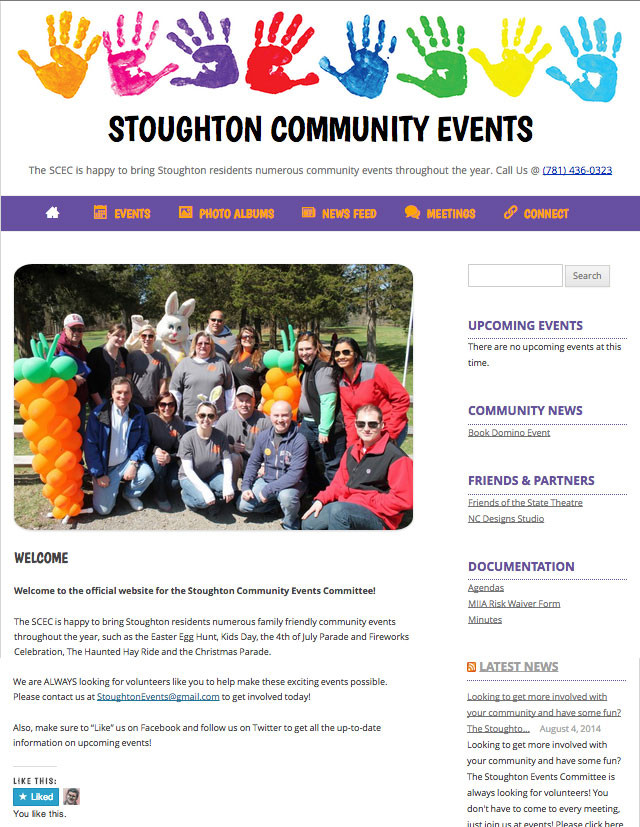 STOUGHTON COMMUNITY EVENTS
The SCEC is happy to bring Stoughton residents numerous community events throughout the year. Call Us @ (781) 436-0323
EVENTS PHOTO ALBUMS NEWS FEED MEETINGS CONNECT
WELCOME
Welcome to the official website for the Stoughton Community Events Committee!
The SCEC is happy to bring Stoughton residents numerous family friendly community events
throughout the year, such as the Easter Egg Hunt, Kids Day, the 4th of July Parade and Fireworks
Celebration, The Haunted Hay Ride and the Christmas Parade.
We are ALWAYS looking for volunteers like you to help make these exciting events possible.
Please contact us at StoughtonEvents@gmail.com to get involved today!
Also, make sure to “Like” us on Facebook and follow us on Twitter to get all the up-to-date
information on upcoming events!
LIKE THIS:
★ Liked
You like this.
Search
UPCOMING EVENTS
There are no upcoming events at this
time.
COMMUNITY NEWS
Book Domino Event
FRIENDS & PARTNERS
Friends of the State Theatre
NC Designs Studio
DOCUMENTATION
Agendas
MIIA Risk Waiver Form
Minutes
LATEST NEWS
Looking to get more involved with
your community and have some fun?
The Stoughto... August 4, 2014
Looking to get more involved with
your community and have some fun?
The Stoughton Events Committee is
always looking for volunteers! You
don't have to come to every meeting,
just join us at events! Please click here